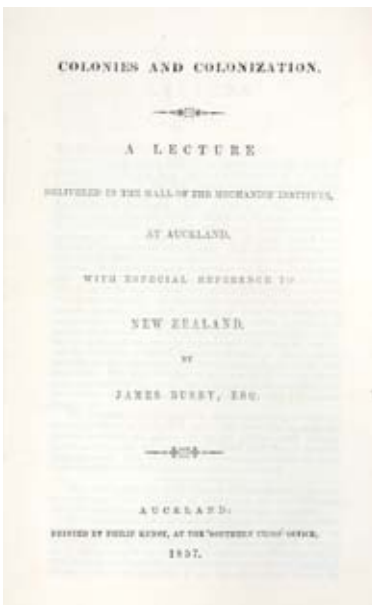 COLONIES AND COLONIZATION.
A LECTURE
DELIVERED IN THE HALL OF THE MECHANICS' INSTITUTE,
AT AUCKLAND,
WITH ESPECIAL REFERENCE TO
NEW ZEALAND,
BY
JAMES BUSBY, ESQ.
AUCKLAND:
PRINTED BY PHILIP KUNST, AT THE 'SOUTHERN CROSS' OFFICE,
1857.